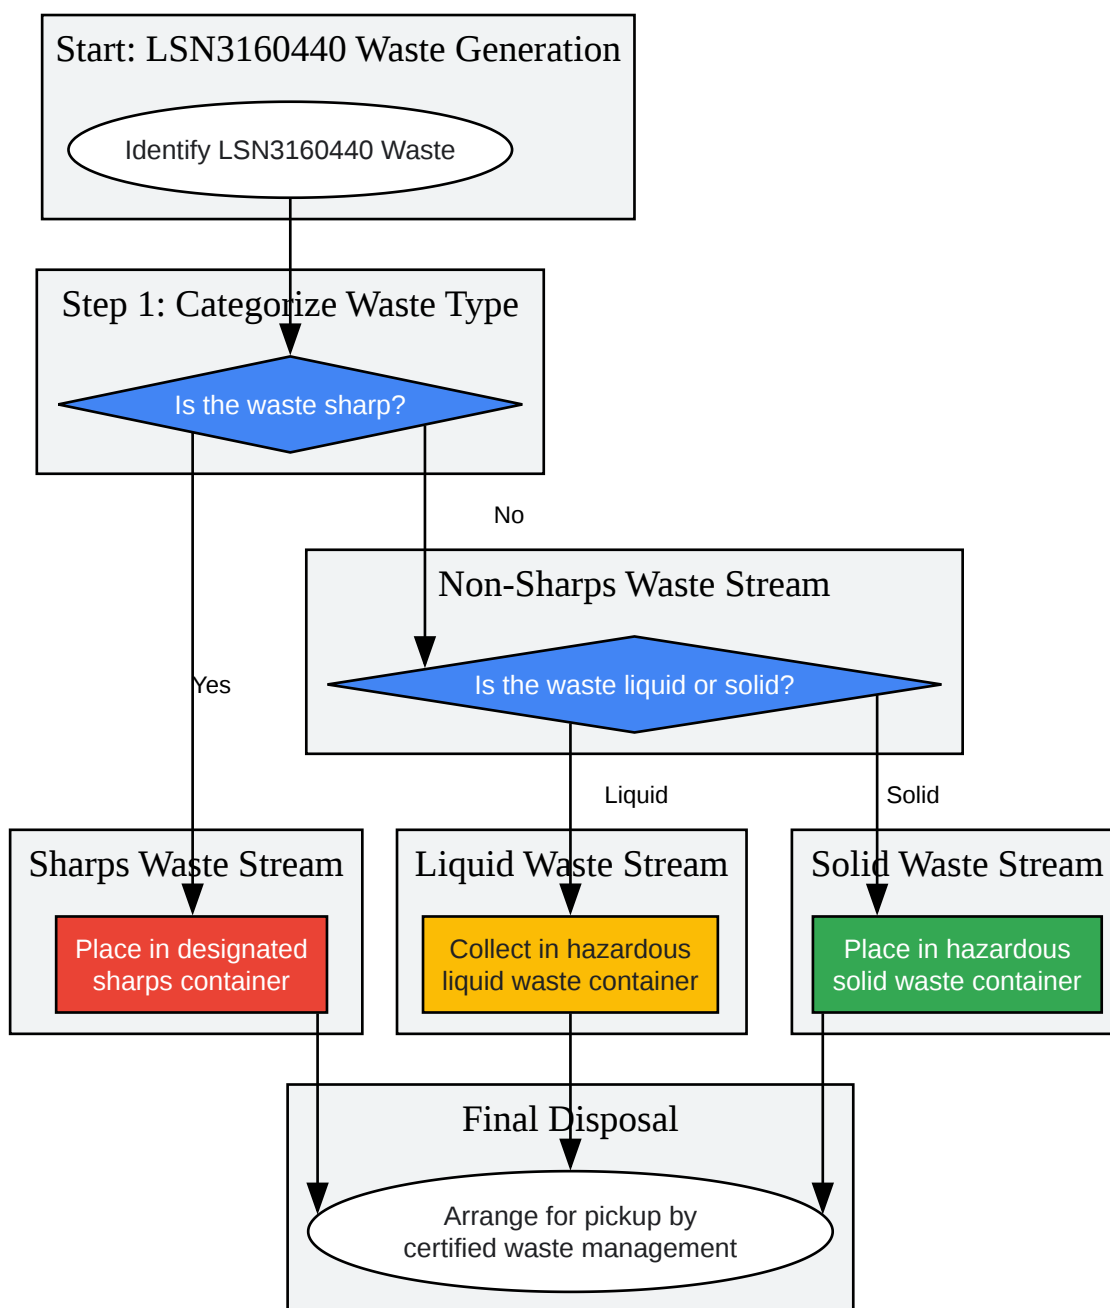 Start: LSN3160440 Waste Generation
Identify LSN3160440 Waste
Step 1: Categorize Waste Type
Is the waste sharp?
No
Non-Sharps Waste Stream
Yes
Is the waste liquid or solid?
Liquid
Solid
Sharps Waste Stream
Place in designated
sharps container
Liquid Waste Stream
Collect in hazardous
liquid waste container
Solid Waste Stream
Place in hazardous
solid waste container
Final Disposal
Arrange for pickup by
certified waste management